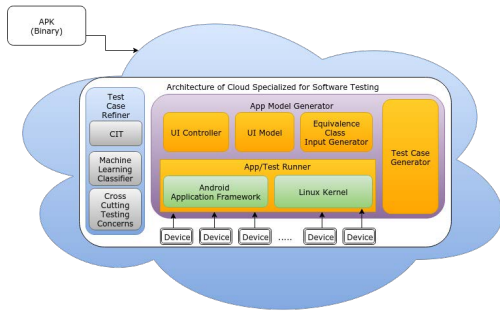 APK
(Binary)
Architecture of Cloud Specialized for Software Testing
Test
Case
Refiner
CIT
Machine
Learning
Classifier
Cross
Cutting
Testing
Concerns
App Model Generator
UI Controller
UI Model
Equivalence
Class
Input Generator
App/Test Runner
Android
Application Framework
Linux Kernel
Test Case
Generator
Device
Device
Device
.....
Device
Device